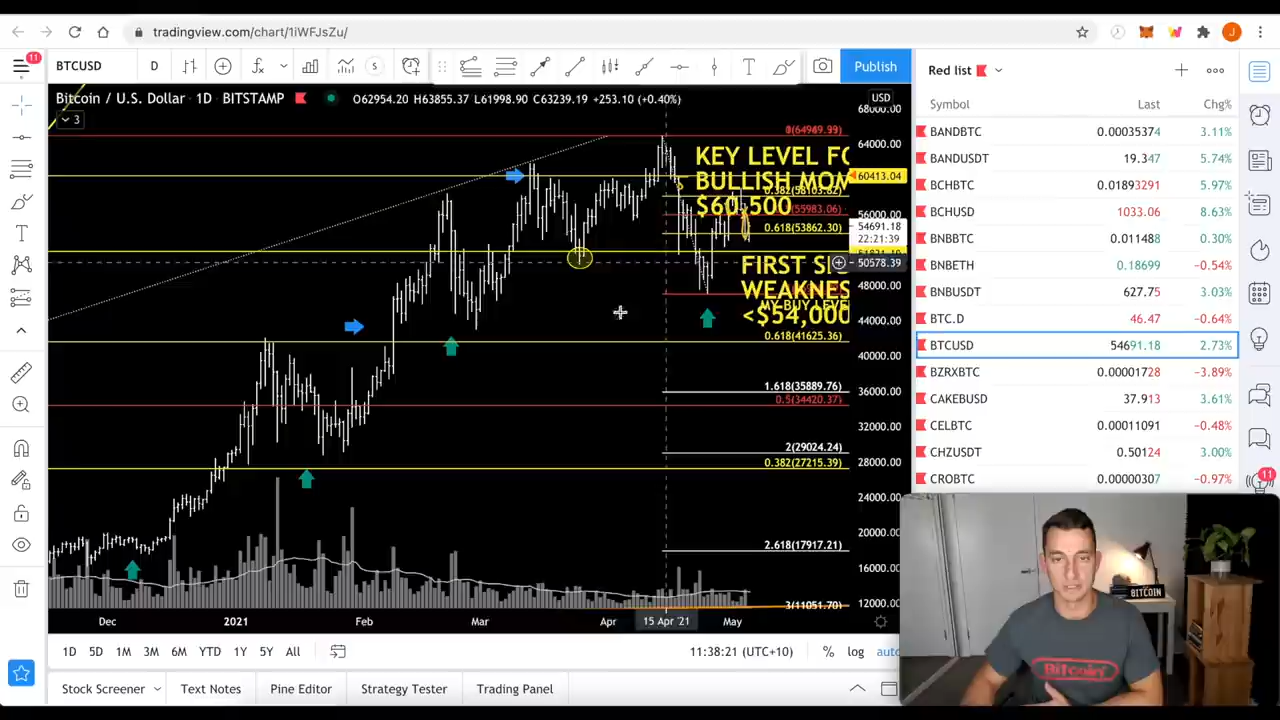 tradingview.com/chart/1iWFJsZu/
J
11
BTCUSD
D
S
T
Publish
Red list
Bitcoin / U.S. Dollar · 1D · BITSTAMP
O62954.20 H63855.37 L61998.90 C63239.19 +253.10 (+0.40%)
USD
3
Symbol Last Chg%
BANDBTC 0.00035374 3.11%
BANDUSDT 19.347 5.74%
BCHBTC 0.01893291 5.97%
BCHUSD 1033.06 8.63%
BNBBTC 0.011488 0.30%
BNBETH 0.18699 −0.54%
BNBUSDT 627.75 3.03%
BTC.D 46.47 −0.64%
BTCUSD 54691.18 2.73%
BZRXBTC 0.00001728 −3.89%
CAKEBUSD 37.913 3.61%
CELBTC 0.00011091 −0.48%
CHZUSDT 0.50124 3.00%
CROBTC 0.00000307 −0.97%
11
KEY LEVEL FO
BULLISH MOM
$60,500
0.382(58103.62)
55983.06)
0.618(53862.30)
FIRST SI
WEAKNES
MY BUY LEVE
<$54,000
0.618(41625.36)
1.618(35889.76)
0.5(34420.37)
2(29024.24)
0.382(27215.39)
2.618(17917.21)
3(11051.70)
68000.00
64000.00
60413.04
56000.00
54691.18
22:21:39
50578.39
48000.00
44000.00
40000.00
36000.00
32000.00
28000.00
24000.00
20000.00
16000.00
12000.00
Dec 2021 Feb Mar Apr 15 Apr '21 May
1D 5D 1M 3M 6M YTD 1Y 5Y All
11:38:21 (UTC+10) % log auto
Stock Screener Text Notes Pine Editor Strategy Tester Trading Panel
BITCOIN
Bitcoin